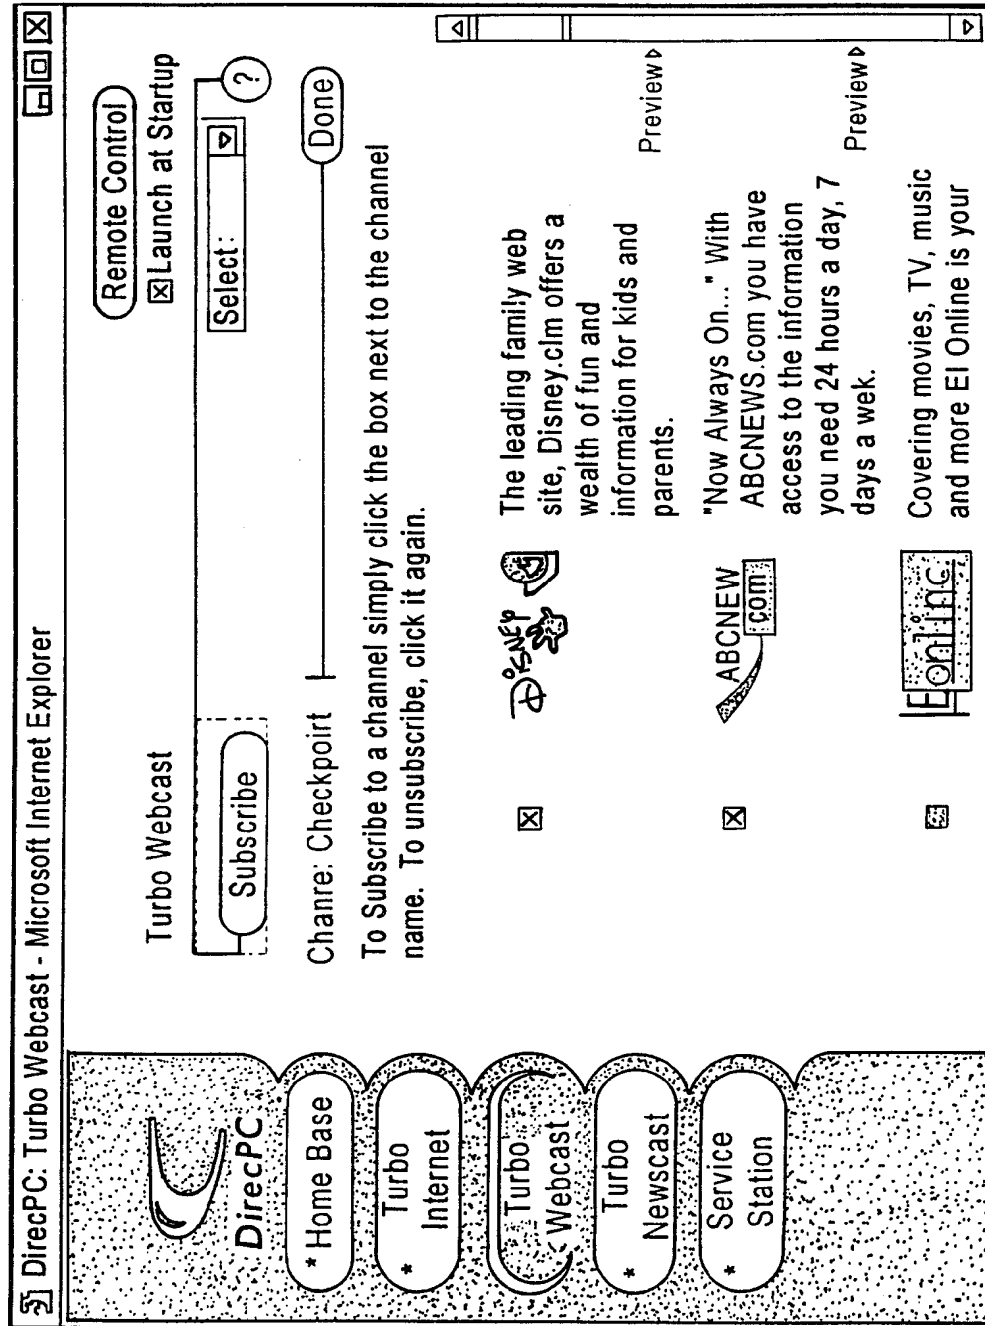 DirecPC: Turbo Webcast - Microsoft Internet Explorer
DirecPC
* Home Base
* Turbo
Internet
Turbo
Webcast
* Turbo
Newscast
* Service
Station
Remote Control
Turbo Webcast
Launch at Startup
Subscribe
Select:
?
Chanre: Checkpoirt
Done
To Subscribe to a channel simply click the box next to the channel
name. To unsubscribe, click it again.
Disney
The leading family web
site, Disney.clm offers a
wealth of fun and
information for kids and
parents.
Preview
ABCNEW
com
"Now Always On..." With
ABCNEWS.com you have
access to the information
you need 24 hours a day, 7
days a wek.
Preview
E online
Covering movies, TV, music
and more EI Online is your